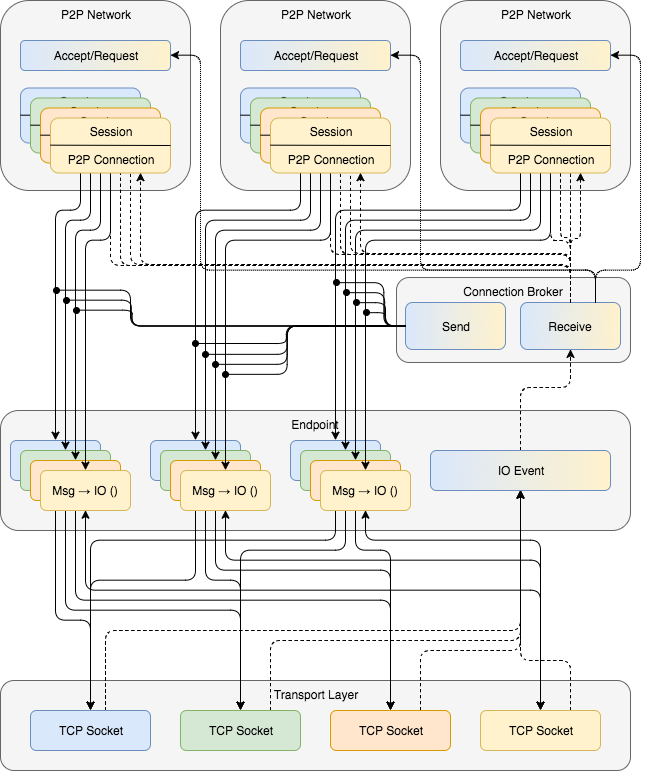 P2P Network
P2P Network
P2P Network
Accept/Request
Accept/Request
Accept/Request
Session
Session
Session
P2P Connection
P2P Connection
P2P Connection
Connection Broker
Send
Receive
Endpoint
Msg → IO ()
Msg → IO ()
Msg → IO ()
IO Event
Transport Layer
TCP Socket
TCP Socket
TCP Socket
TCP Socket